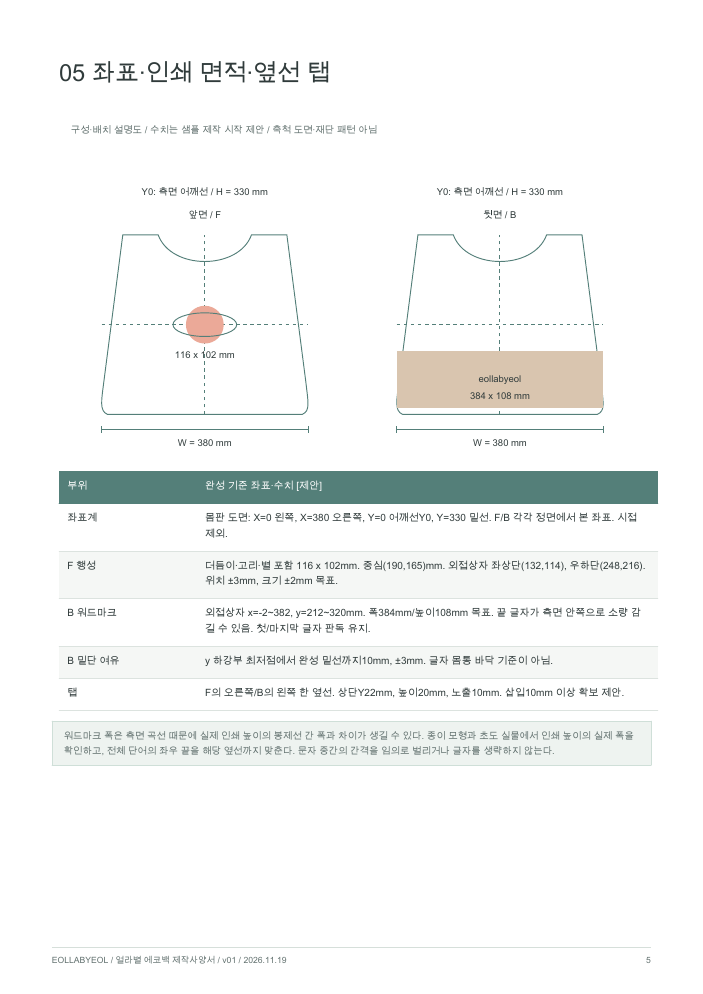 05 좌표·인쇄 면적·옆선 탭
구성·배치 설명도 / 수치는 샘플 제작 시작 제안 / 측척 도면·재단 패턴 아님
Y0: 측면 어깨선 / H = 330 mm
앞면 / F
116 x 102 mm
W = 380 mm
Y0: 측면 어깨선 / H = 330 mm
뒷면 / B
eollabyeol
384 x 108 mm
W = 380 mm
부위 완성 기준 좌표·수치 [제안]
좌표계 몸판 도면: X=0 왼쪽, X=380 오른쪽, Y=0 어깨선Y0, Y=330 밑선. F/B 각각 정면에서 본 좌표. 시접
제외.
F 행성 더듬이·고리·별 포함 116 x 102mm. 중심(190,165)mm. 외접상자 좌상단(132,114), 우하단(248,216).
위치 ±3mm, 크기 ±2mm 목표.
B 워드마크 외접상자 x=-2~382, y=212~320mm. 폭384mm/높이108mm 목표. 끝 글자가 측면 안쪽으로 소량 감
길 수 있음. 첫/마지막 글자 판독 유지.
B 밑단 여유 y 하강부 최저점에서 완성 밑선까지10mm, ±3mm. 글자 몸통 바닥 기준이 아님.
탭 F의 오른쪽/B의 왼쪽 한 옆선. 상단Y22mm, 높이20mm, 노출10mm. 삽입10mm 이상 확보 제안.
워드마크 폭은 측면 곡선 때문에 실제 인쇄 높이의 봉제선 간 폭과 차이가 생길 수 있다. 종이 모형과 초도 실물에서 인쇄 높이의 실제 폭을
확인하고, 전체 단어의 좌우 끝을 해당 옆선까지 맞춘다. 문자 중간의 간격을 임의로 벌리거나 글자를 생략하지 않는다.
EOLLABYEOL / 얼라별 에코백 제작사양서 / v01 / 2026.11.19
5